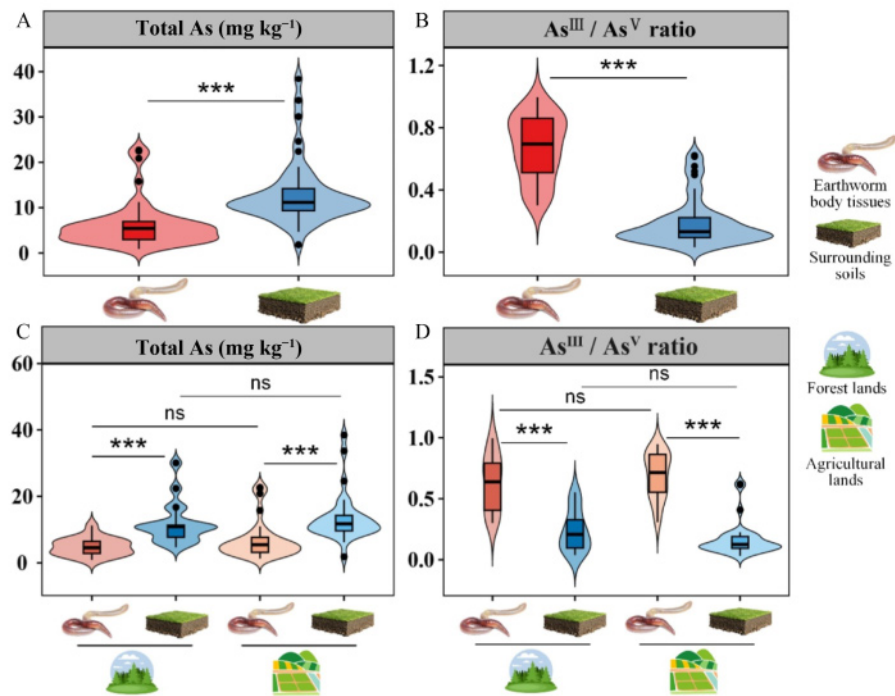 A
Total As (mg kg⁻¹)
40
30
20
10
0
***
B
Asᴵᴵᴵ / Asⱽ ratio
1.2
0.8
0.4
0.0
***
Earthworm
body tissues
Surrounding
soils
C
Total As (mg kg⁻¹)
60
40
20
0
ns
ns
***
***
D
Asᴵᴵᴵ / Asⱽ ratio
1.5
1.0
0.5
0.0
ns
ns
***
***
Forest lands
Agricultural
lands